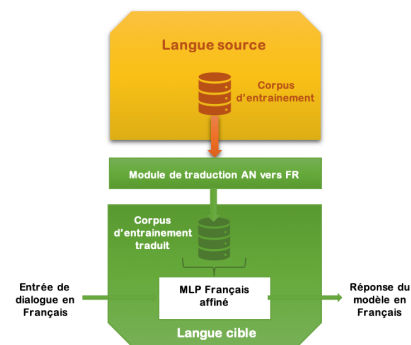 Langue source
Corpus
d'entrainement
Module de traduction AN vers FR
Corpus
d'entrainement
traduit
Entrée de
dialogue en
Français
MLP Français
affiné
Réponse du
modèle en
Français
Langue cible